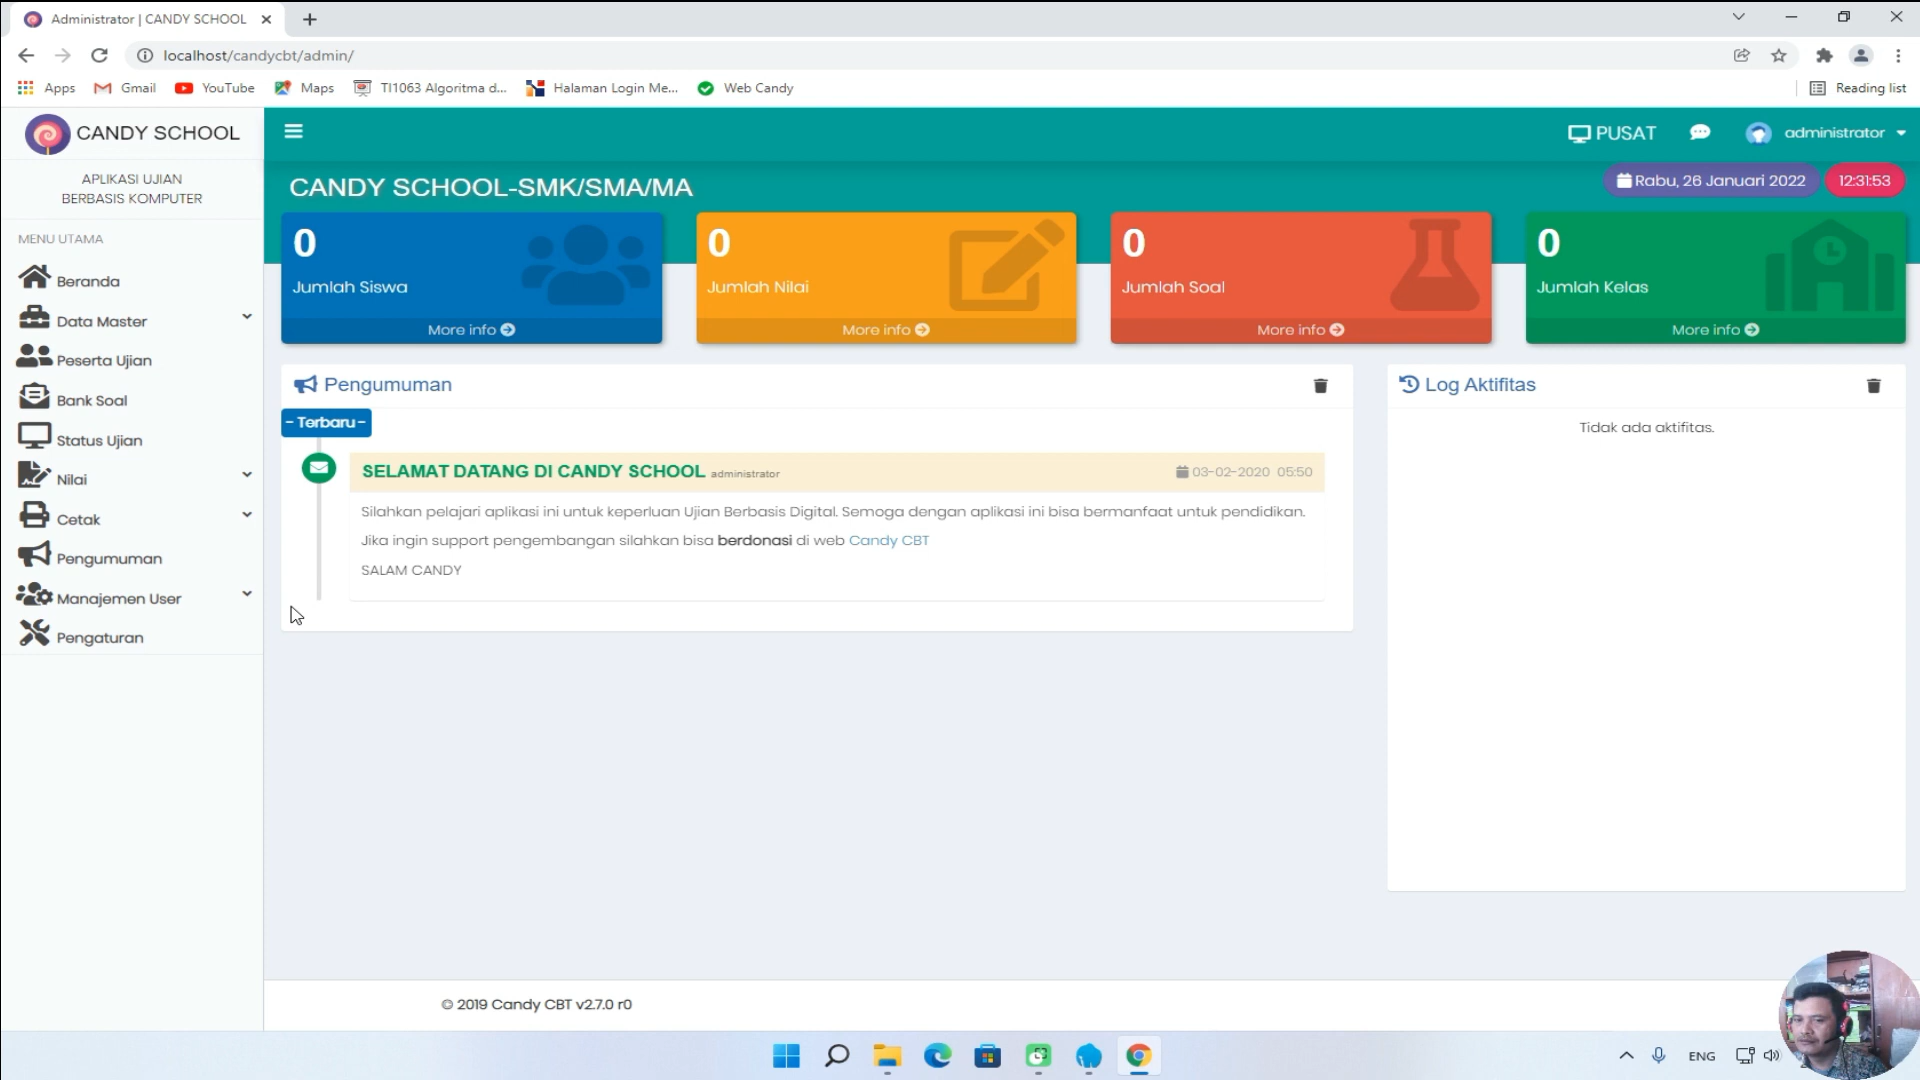 Administrator | CANDY SCHOOL
localhost/candycbt/admin/
Apps
Gmail
YouTube
Maps
TI1063 Algoritma d...
Halaman Login Me...
Web Candy
Reading list
CANDY SCHOOL
PUSAT
administrator
APLIKASI UJIAN
BERBASIS KOMPUTER
CANDY SCHOOL-SMK/SMA/MA
Rabu, 26 Januari 2022
12:31:53
MENU UTAMA
Beranda
Data Master
Peserta Ujian
Bank Soal
Status Ujian
Nilai
Cetak
Pengumuman
Manajemen User
Pengaturan
0
Jumlah Siswa
More info
0
Jumlah Nilai
More info
0
Jumlah Soal
More info
0
Jumlah Kelas
More info
Pengumuman
- Terbaru -
SELAMAT DATANG DI CANDY SCHOOL administrator
03-02-2020 05:50
Silahkan pelajari aplikasi ini untuk keperluan Ujian Berbasis Digital. Semoga dengan aplikasi ini bisa bermanfaat untuk pendidikan.
Jika ingin support pengembangan silahkan bisa berdonasi di web Candy CBT
SALAM CANDY
Log Aktifitas
Tidak ada aktifitas.
© 2019 Candy CBT v2.7.0 r0
ENG